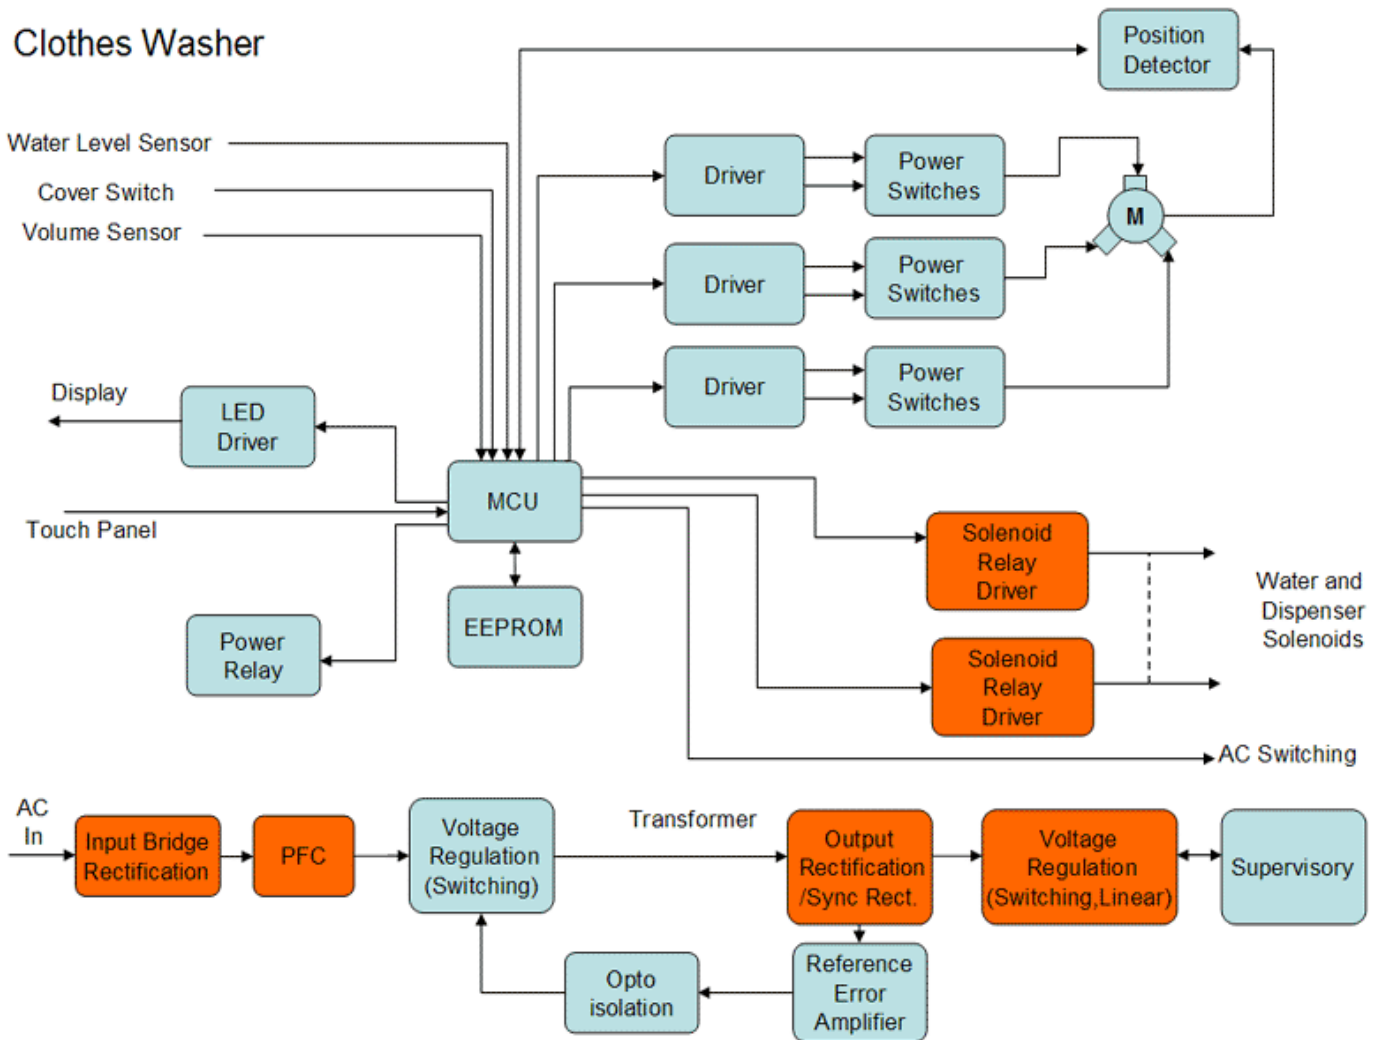 Clothes Washer
Position
Detector
Water Level Sensor
Cover Switch
Volume Sensor
Driver
Power
Switches
M
Driver
Power
Switches
Driver
Power
Switches
Display
LED
Driver
MCU
Touch Panel
Solenoid
Relay
Driver
Water and
Dispenser
Solenoids
EEPROM
Power
Relay
Solenoid
Relay
Driver
AC Switching
AC
In
Input Bridge
Rectification
PFC
Voltage
Regulation
(Switching)
Transformer
Output
Rectification
/Sync Rect.
Voltage
Regulation
(Switching,Linear)
Supervisory
Opto
isolation
Reference
Error
Amplifier